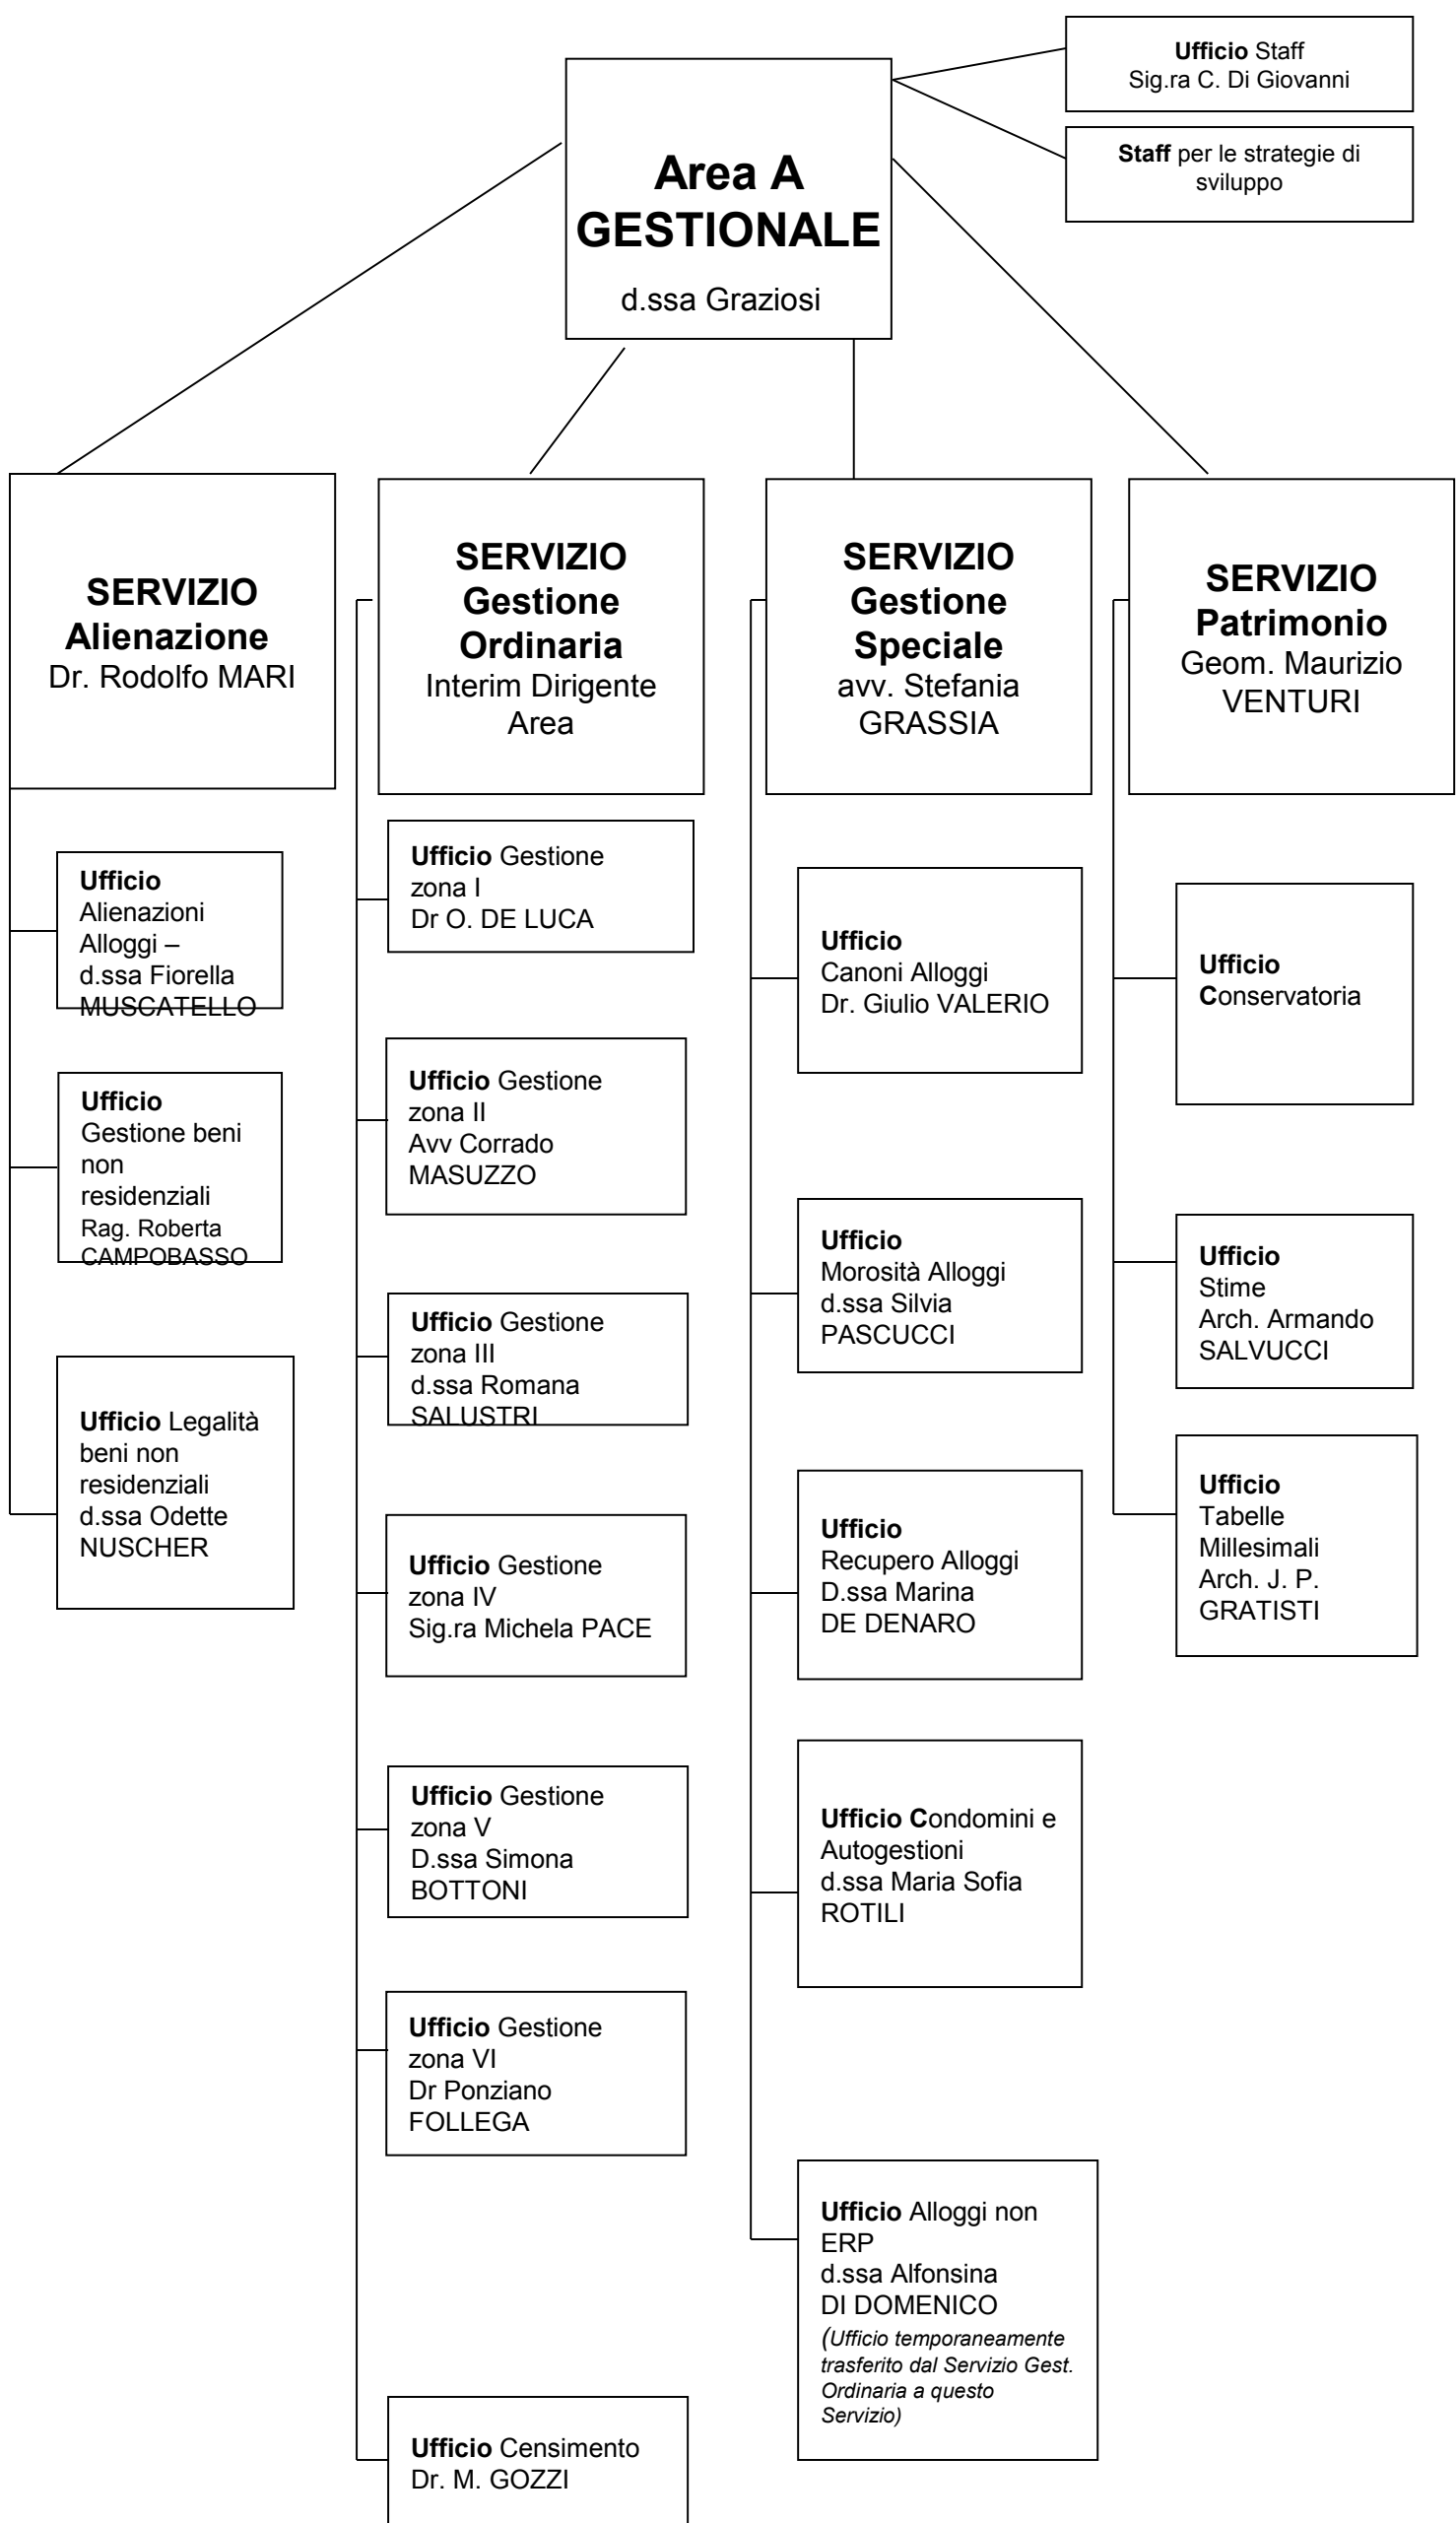 Ufficio Staff
Sig.ra C. Di Giovanni
Staff per le strategie di
sviluppo
Area A
GESTIONALE
d.ssa Graziosi
SERVIZIO
Alienazione
Dr. Rodolfo MARI
Ufficio
Alienazioni
Alloggi –
d.ssa Fiorella
MUSCATELLO
Ufficio
Gestione beni
non
residenziali
Rag. Roberta
CAMPOBASSO
Ufficio Legalità
beni non
residenziali
d.ssa Odette
NUSCHER
SERVIZIO
Gestione
Ordinaria
Interim Dirigente
Area
Ufficio Gestione
zona I
Dr O. DE LUCA
Ufficio Gestione
zona II
Avv Corrado
MASUZZO
Ufficio Gestione
zona III
d.ssa Romana
SALUSTRI
Ufficio Gestione
zona IV
Sig.ra Michela PACE
Ufficio Gestione
zona V
D.ssa Simona
BOTTONI
Ufficio Gestione
zona VI
Dr Ponziano
FOLLEGA
Ufficio Censimento
Dr. M. GOZZI
SERVIZIO
Gestione
Speciale
avv. Stefania
GRASSIA
Ufficio
Canoni Alloggi
Dr. Giulio VALERIO
Ufficio
Morosità Alloggi
d.ssa Silvia
PASCUCCI
Ufficio
Recupero Alloggi
D.ssa Marina
DE DENARO
Ufficio Condomini e
Autogestioni
d.ssa Maria Sofia
ROTILI
Ufficio Alloggi non
ERP
d.ssa Alfonsina
DI DOMENICO
(Ufficio temporaneamente
trasferito dal Servizio Gest.
Ordinaria a questo
Servizio)
SERVIZIO
Patrimonio
Geom. Maurizio
VENTURI
Ufficio
Conservatoria
Ufficio
Stime
Arch. Armando
SALVUCCI
Ufficio
Tabelle
Millesimali
Arch. J. P.
GRATISTI